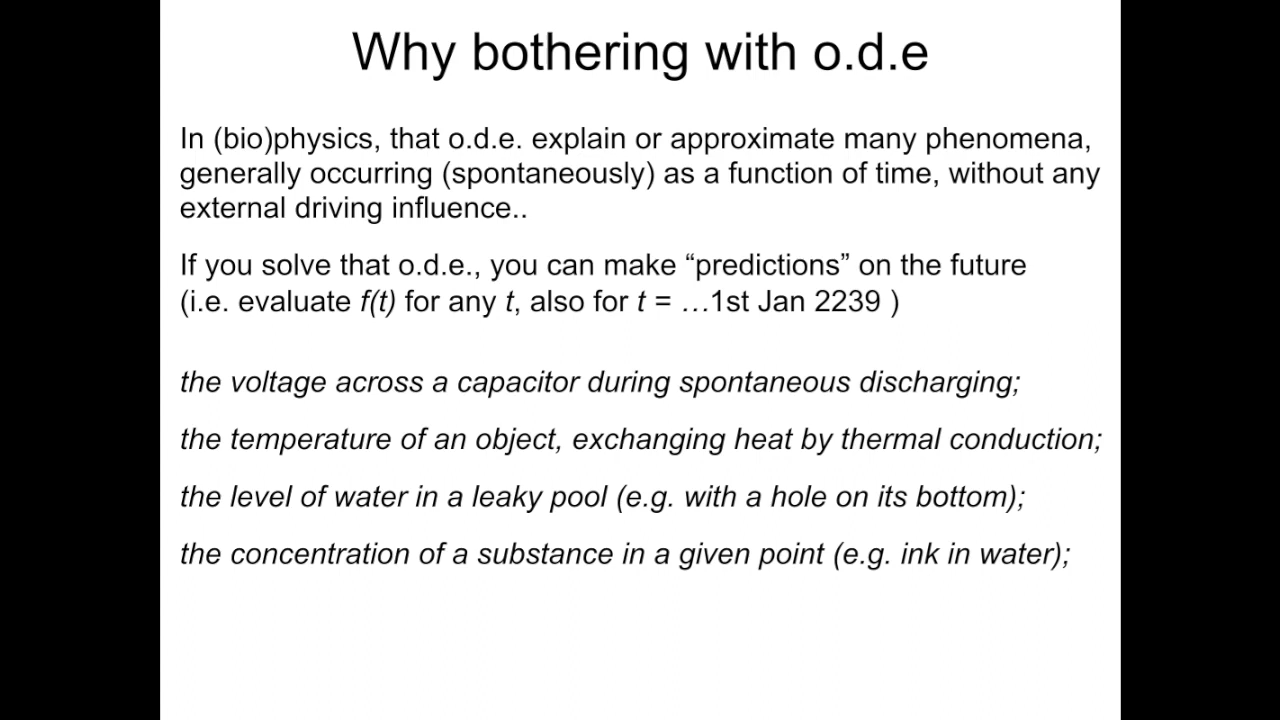 Why bothering with o.d.e
In (bio)physics, that o.d.e. explain or approximate many phenomena,
generally occurring (spontaneously) as a function of time, without any
external driving influence..
If you solve that o.d.e., you can make “predictions” on the future
(i.e. evaluate f(t) for any t, also for t = …1st Jan 2239 )
the voltage across a capacitor during spontaneous discharging;
the temperature of an object, exchanging heat by thermal conduction;
the level of water in a leaky pool (e.g. with a hole on its bottom);
the concentration of a substance in a given point (e.g. ink in water);